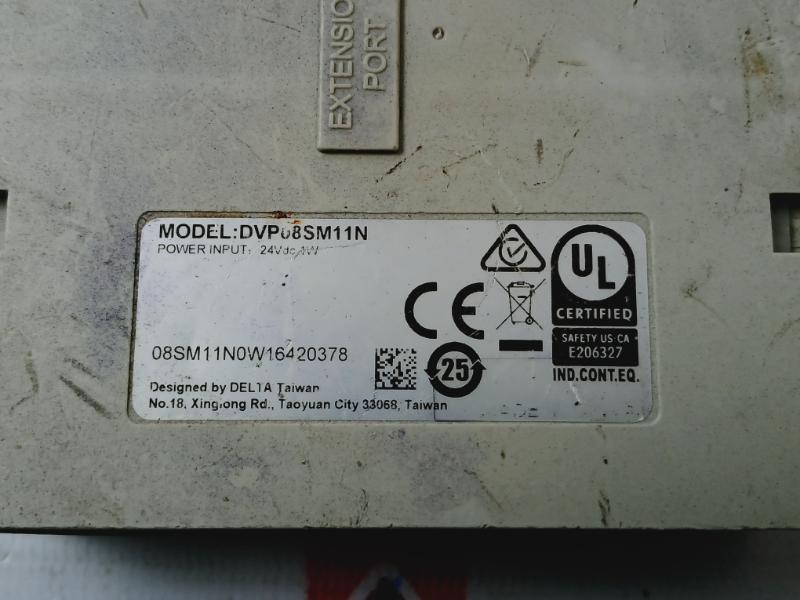 EXTENSION
PORT
MODEL:DVP08SM11N
POWER INPUT: 24Vdc,1W
08SM11N0W16420378
Designed by DELTA Taiwan
No.18, Xinglong Rd., Taoyuan City 33068, Taiwan
CE
25
UL
CERTIFIED
SAFETY US-CA
E206327
IND.CONT.EQ.